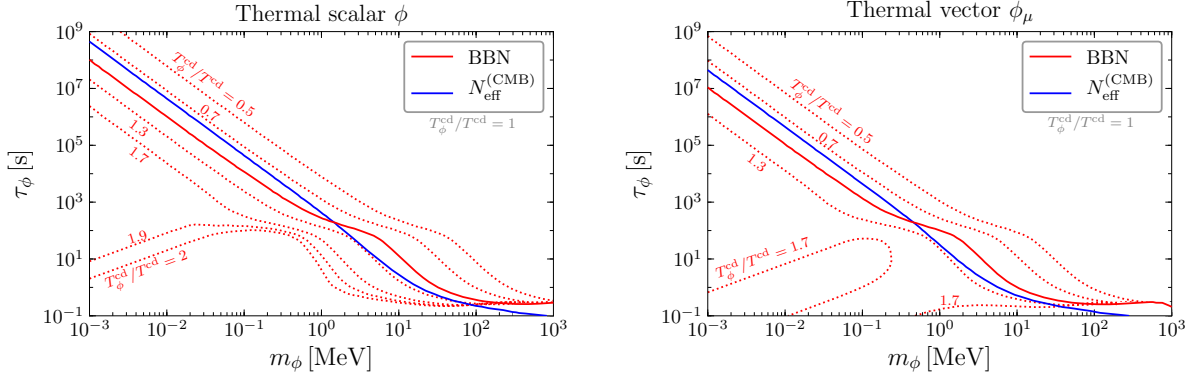 Thermal scalar ϕ
10^9
10^7
10^5
10^3
10^1
10^−1
τ_ϕ [s]
BBN
N_eff^(CMB)
T_ϕ^cd/T^cd = 1
T_ϕ^cd/T^cd = 0.5
0.7
1.3
1.7
1.9
T_ϕ^cd/T^cd = 2
10^−3
10^−2
10^−1
10^0
10^1
10^2
10^3
m_ϕ [MeV]
Thermal vector ϕ_μ
10^9
10^7
10^5
10^3
10^1
10^−1
τ_ϕ [s]
BBN
N_eff^(CMB)
T_ϕ^cd/T^cd = 1
T_ϕ^cd/T^cd = 0.5
0.7
1.3
T_ϕ^cd/T^cd = 1.7
1.7
10^−3
10^−2
10^−1
10^0
10^1
10^2
10^3
m_ϕ [MeV]